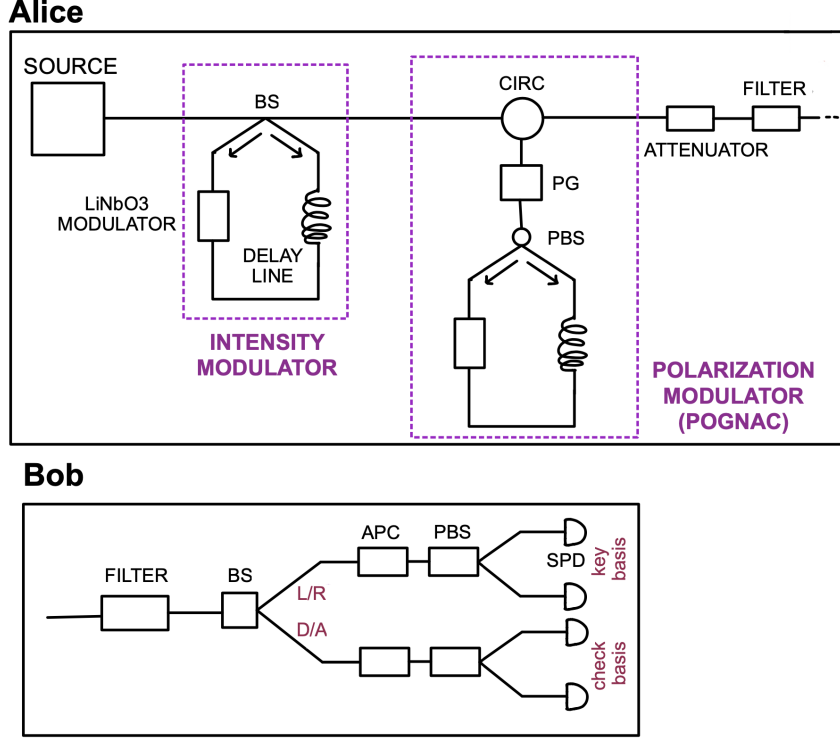 Alice
SOURCE
BS
CIRC
FILTER
ATTENUATOR
LiNbO3
MODULATOR
DELAY
LINE
PG
PBS
INTENSITY
MODULATOR
POLARIZATION
MODULATOR
(POGNAC)
Bob
FILTER
BS
APC
PBS
SPD
key
basis
L/R
D/A
check
basis